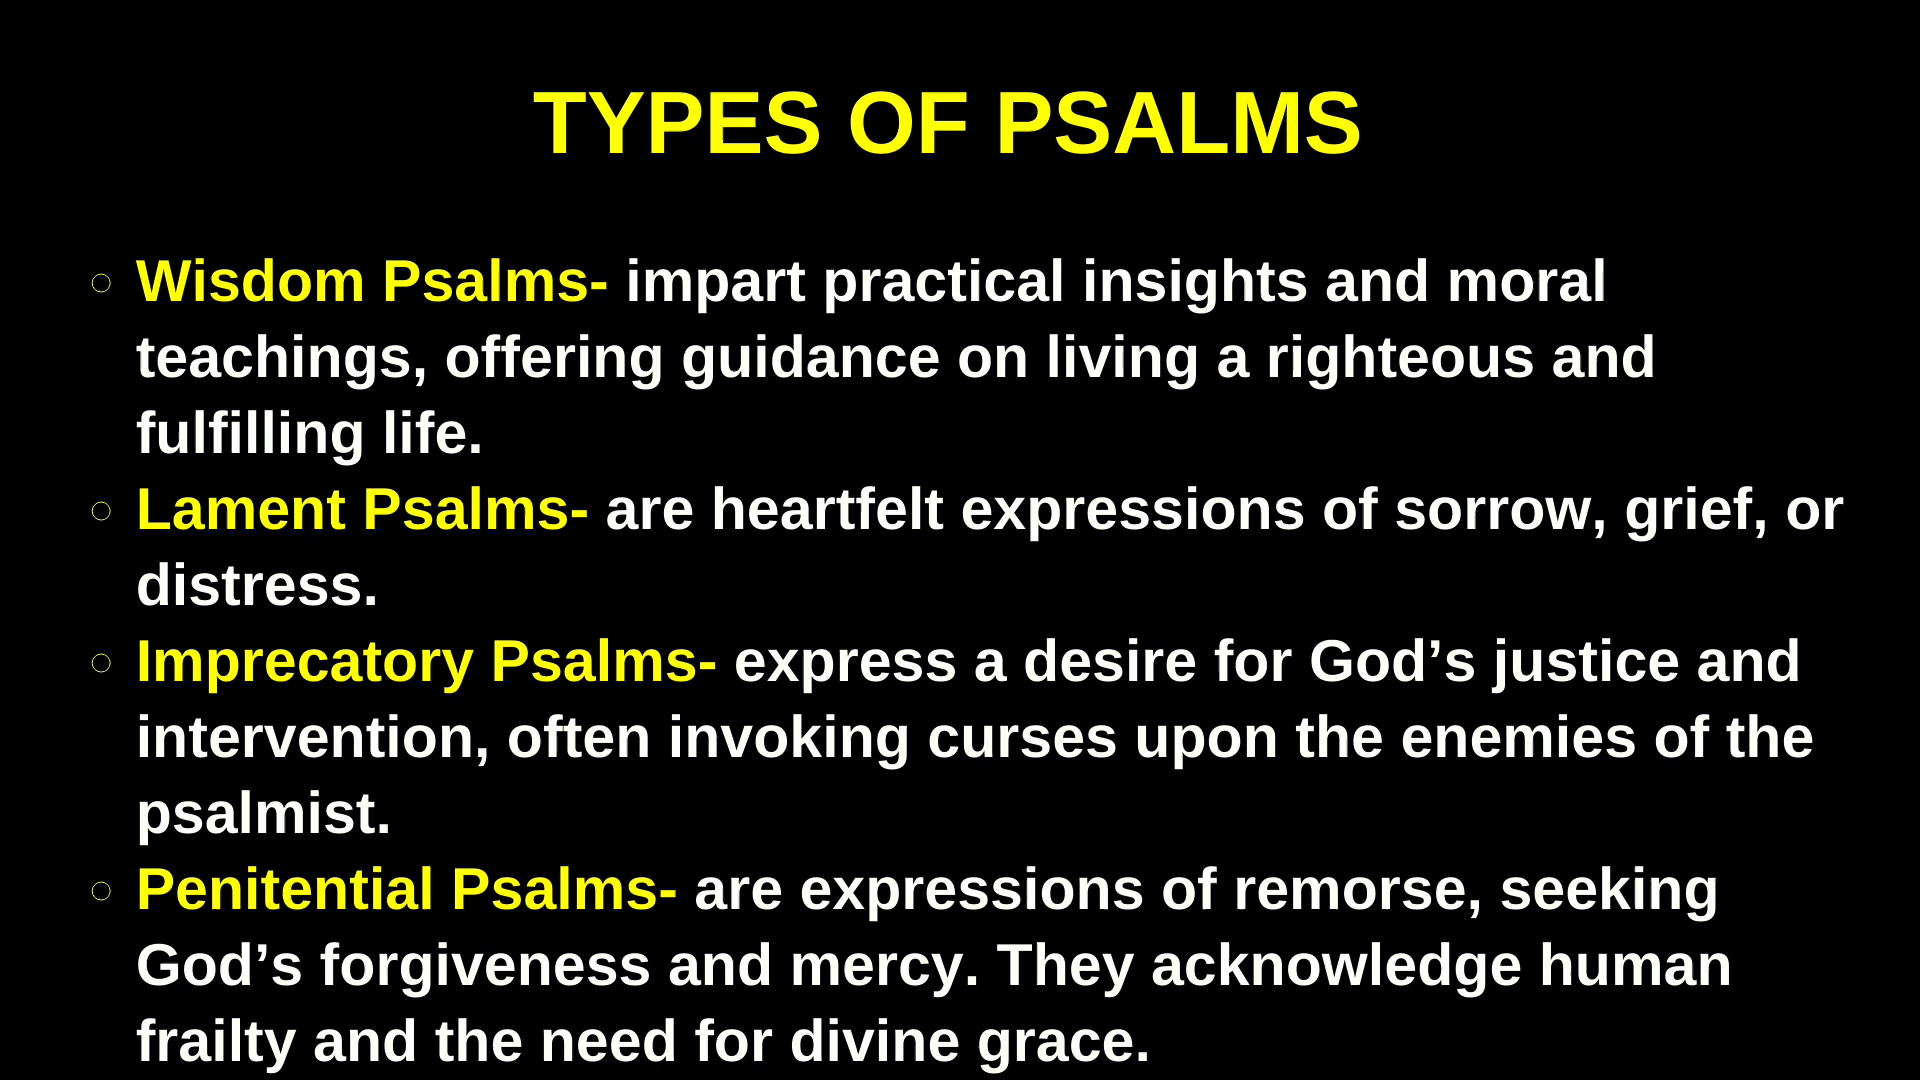 TYPES OF PSALMS
Wisdom Psalms- impart practical insights and moral
teachings, offering guidance on living a righteous and
fulfilling life.
Lament Psalms- are heartfelt expressions of sorrow, grief, or
distress.
Imprecatory Psalms- express a desire for God’s justice and
intervention, often invoking curses upon the enemies of the
psalmist.
Penitential Psalms- are expressions of remorse, seeking
God’s forgiveness and mercy. They acknowledge human
frailty and the need for divine grace.